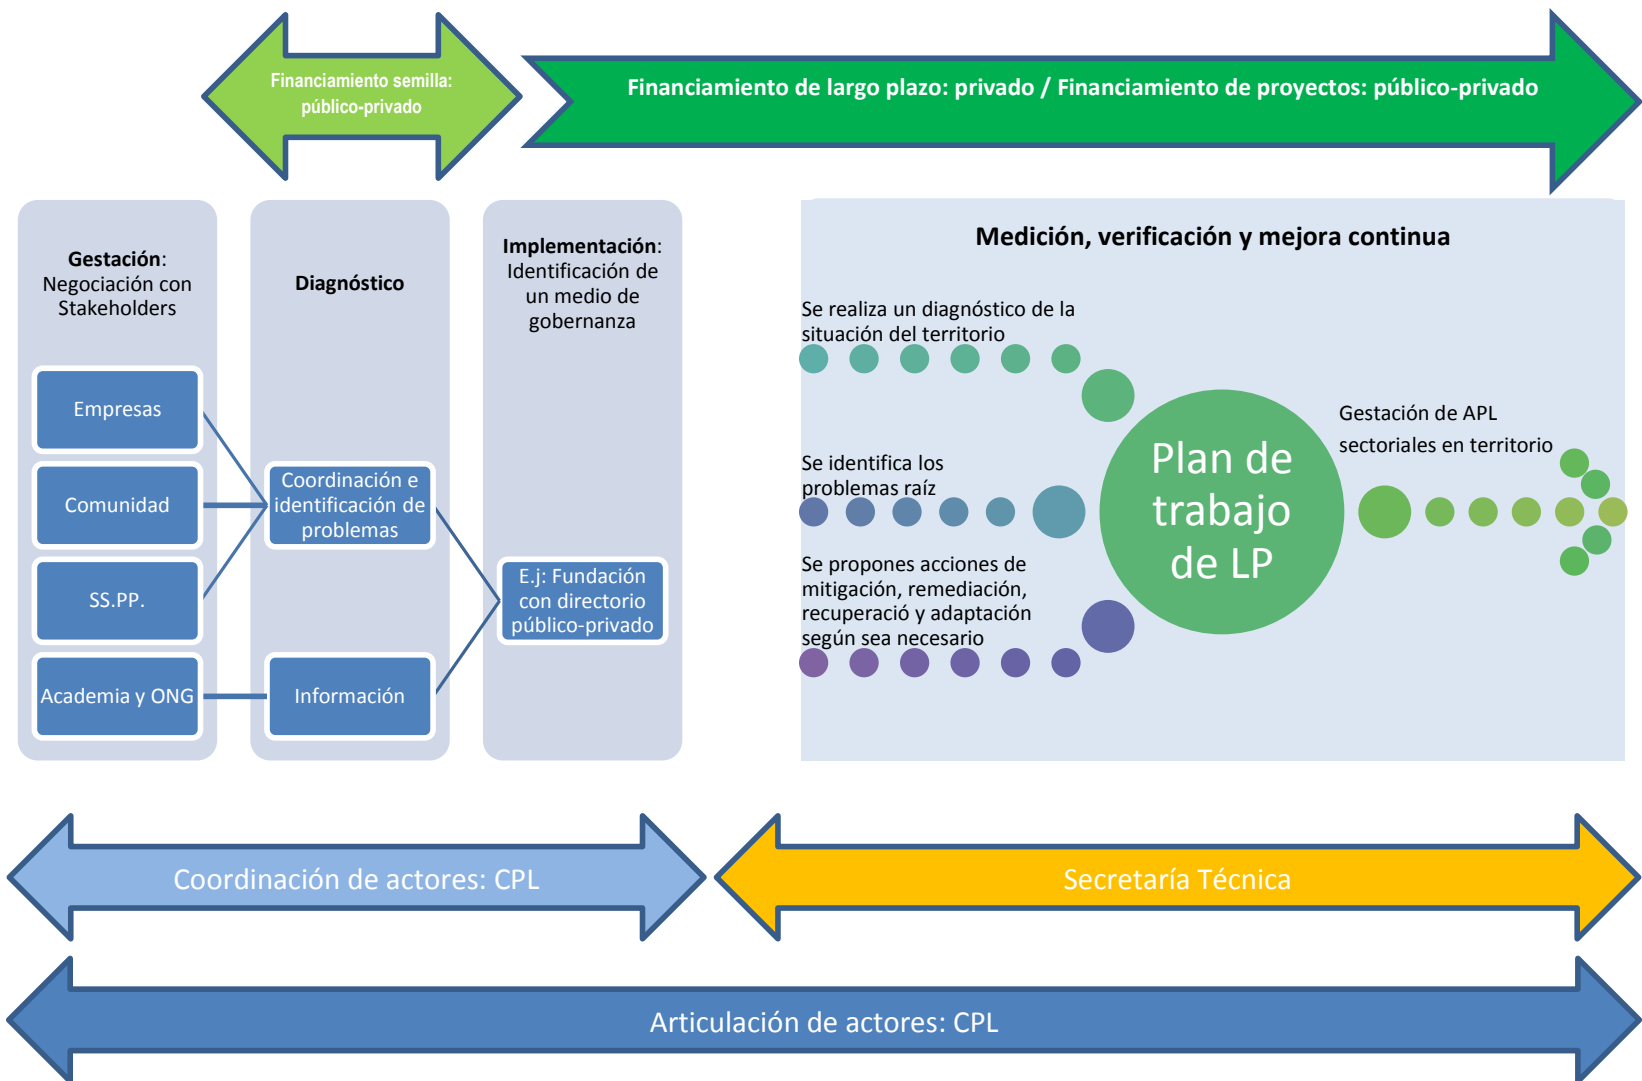 Financiamiento semilla:
público-privado
Financiamiento de largo plazo: privado / Financiamiento de proyectos: público-privado
Gestación:
Negociación con
Stakeholders
Diagnóstico
Implementación:
Identificación de
un medio de
gobernanza
Empresas
Comunidad
SS.PP.
Academia y ONG
Coordinación e
identificación de
problemas
Información
E.j: Fundación
con directorio
público-privado
Medición, verificación y mejora continua
Se realiza un diagnóstico de la
situación del territorio
Se identifica los
problemas raíz
Se propones acciones de
mitigación, remediación,
recuperació y adaptación
según sea necesario
Plan de
trabajo
de LP
Gestación de APL
sectoriales en territorio
Coordinación de actores: CPL
Secretaría Técnica
Articulación de actores: CPL